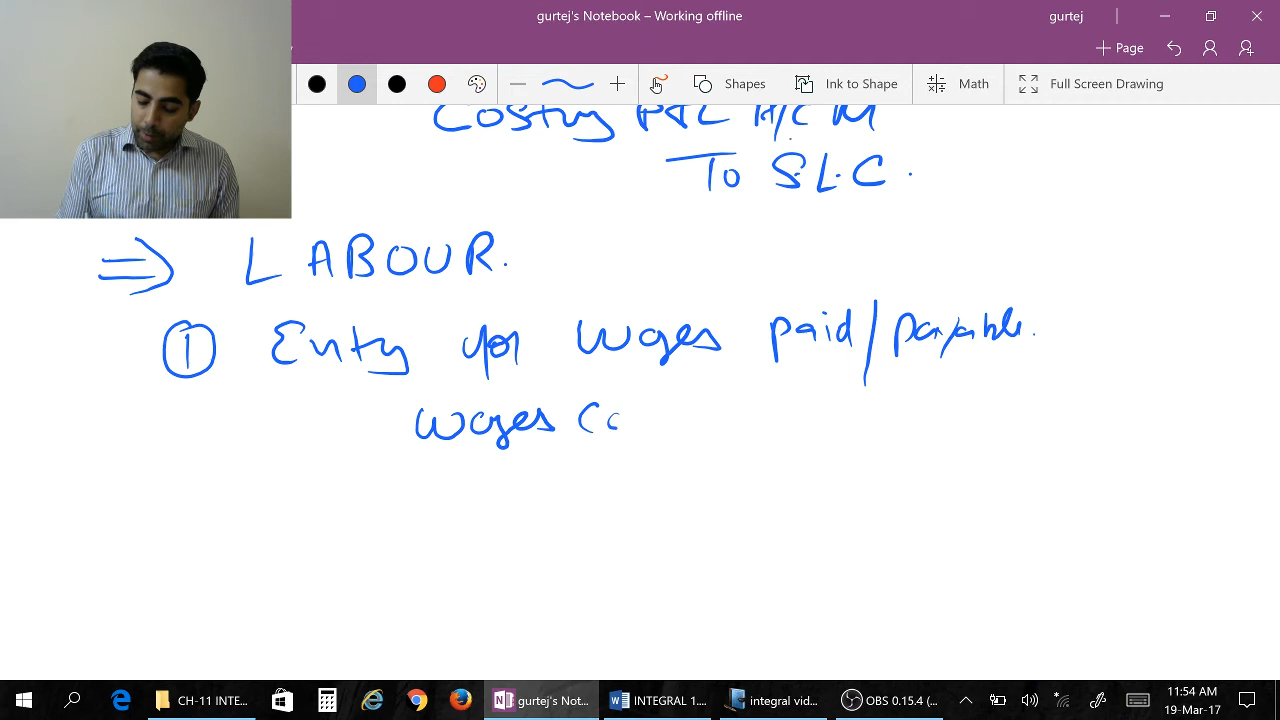 gurtej's Notebook – Working offline
gurtej
Page
Shapes
Ink to Shape
Math
Full Screen Drawing
Costing P&L A/C Dr
To S.L.C.
⇒ LABOUR.
① Entry for wages paid/payable.
wages Co
CH-11 INTE...
gurtej's Not...
INTEGRAL 1....
integral vid...
OBS 0.15.4 (...
11:54 AM
19-Mar-17